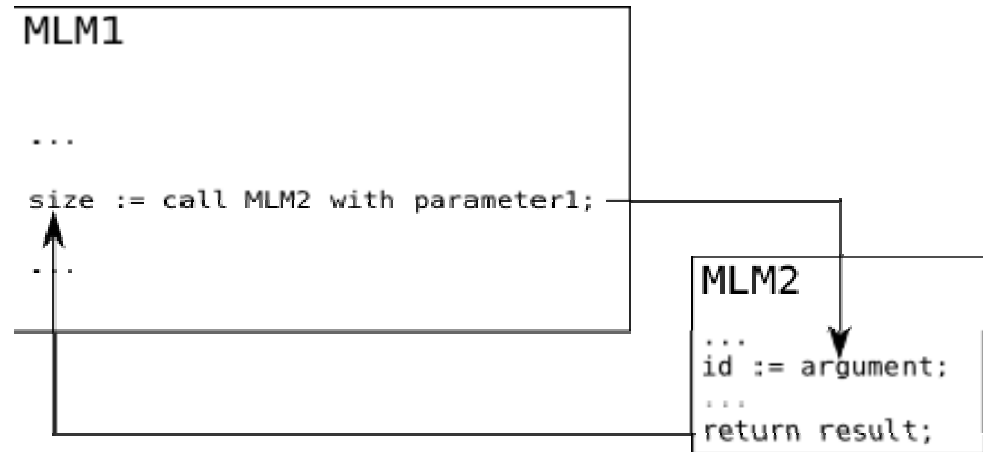 MLM1
...
size := call MLM2 with parameter1;
...
MLM2
...
id := argument;
...
return result;